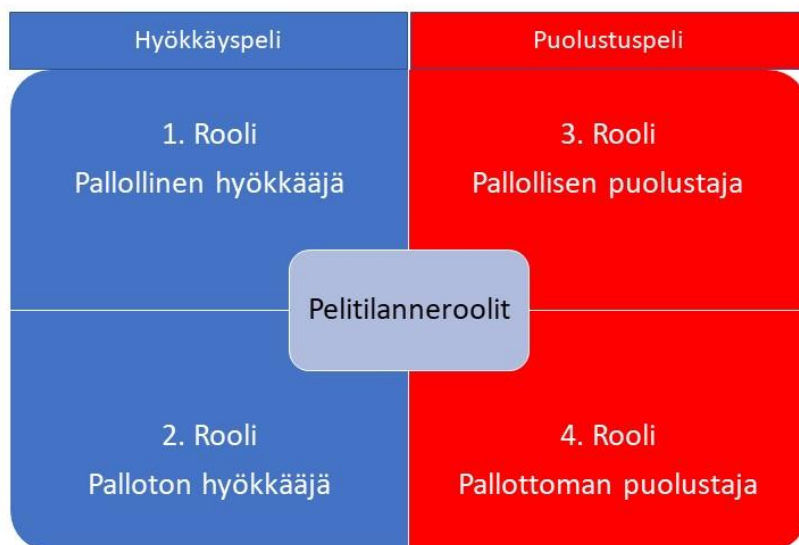 Hyökkäyspeli
Puolustuspeli
1. Rooli
Pallollinen hyökkääjä
3. Rooli
Pallollisen puolustaja
Pelitilanneroolit
2. Rooli
Palloton hyökkääjä
4. Rooli
Pallottoman puolustaja